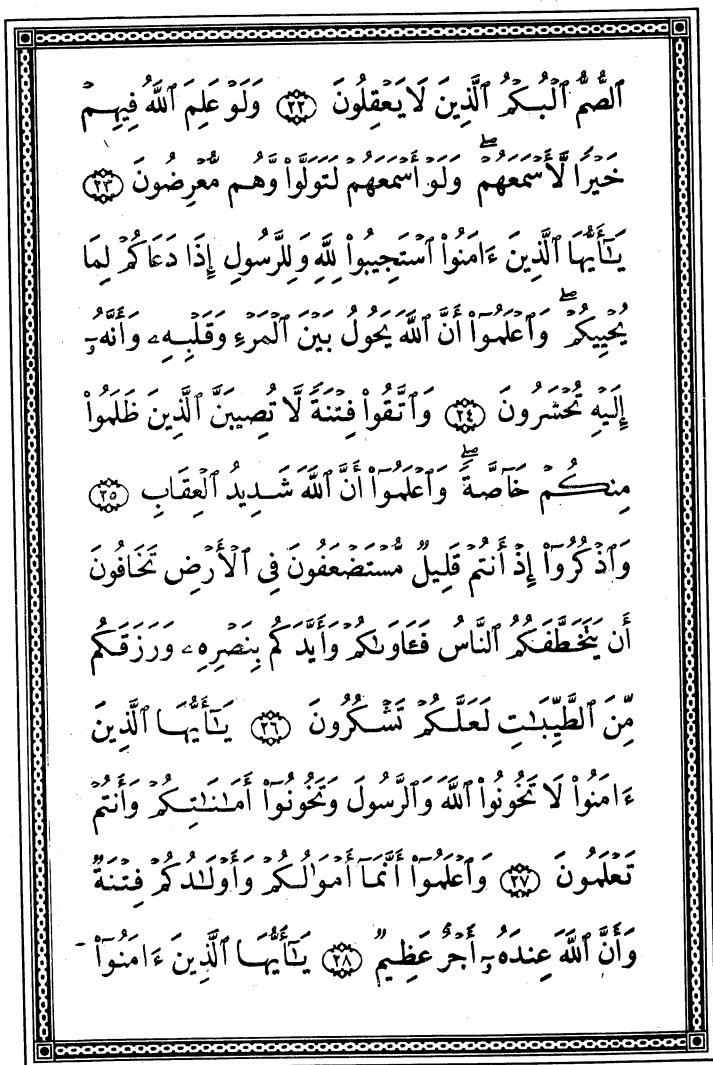 ٱلصُّمُّ ٱلْبُكْمُ ٱلَّذِينَ لَا يَعْقِلُونَ ٢٢ وَلَوْ عَلِمَ ٱللَّهُ فِيهِمْ
خَيْرًا لَّأَسْمَعَهُمْ ۖ وَلَوْ أَسْمَعَهُمْ لَتَوَلَّوا۟ وَّهُم مُّعْرِضُونَ ٢٣
يَٰٓأَيُّهَا ٱلَّذِينَ ءَامَنُوا۟ ٱسْتَجِيبُوا۟ لِلَّهِ وَلِلرَّسُولِ إِذَا دَعَاكُمْ لِمَا
يُحْيِيكُمْ ۖ وَٱعْلَمُوٓا۟ أَنَّ ٱللَّهَ يَحُولُ بَيْنَ ٱلْمَرْءِ وَقَلْبِهِۦ وَأَنَّهُۥٓ
إِلَيْهِ تُحْشَرُونَ ٢٤ وَٱتَّقُوا۟ فِتْنَةً لَّا تُصِيبَنَّ ٱلَّذِينَ ظَلَمُوا۟
مِنكُمْ خَآصَّةً ۖ وَٱعْلَمُوٓا۟ أَنَّ ٱللَّهَ شَدِيدُ ٱلْعِقَابِ ٢٥
وَٱذْكُرُوٓا۟ إِذْ أَنتُمْ قَلِيلٌ مُّسْتَضْعَفُونَ فِى ٱلْأَرْضِ تَخَافُونَ
أَن يَتَخَطَّفَكُمُ ٱلنَّاسُ فَـَٔاوَىٰكُمْ وَأَيَّدَكُم بِنَصْرِهِۦ وَرَزَقَكُم
مِّنَ ٱلطَّيِّبَٰتِ لَعَلَّكُمْ تَشْكُرُونَ ٢٦ يَٰٓأَيُّهَا ٱلَّذِينَ
ءَامَنُوا۟ لَا تَخُونُوا۟ ٱللَّهَ وَٱلرَّسُولَ وَتَخُونُوٓا۟ أَمَٰنَٰتِكُمْ وَأَنتُمْ
تَعْلَمُونَ ٢٧ وَٱعْلَمُوٓا۟ أَنَّمَآ أَمْوَٰلُكُمْ وَأَوْلَٰدُكُمْ فِتْنَةٌ
وَأَنَّ ٱللَّهَ عِندَهُۥٓ أَجْرٌ عَظِيمٌ ٢٨ يَٰٓأَيُّهَا ٱلَّذِينَ ءَامَنُوٓا۟